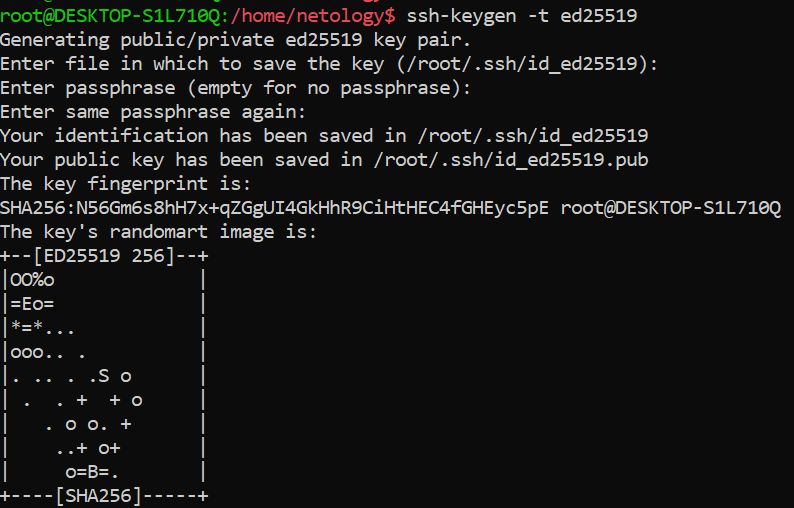 root@DESKTOP-S1L710Q:/home/netology$ ssh-keygen -t ed25519
Generating public/private ed25519 key pair.
Enter file in which to save the key (/root/.ssh/id_ed25519):
Enter passphrase (empty for no passphrase):
Enter same passphrase again:
Your identification has been saved in /root/.ssh/id_ed25519
Your public key has been saved in /root/.ssh/id_ed25519.pub
The key fingerprint is:
SHA256:N56Gm6s8hH7x+qZGgUI4GkHhR9CiHtHEC4fGHEyc5pE root@DESKTOP-S1L710Q
The key's randomart image is:
+--[ED25519 256]--+
|OO%o             |
|=Eo=             |
|*=*...           |
|ooo.. .          |
|. .. . .S o      |
| .  . +  + o     |
|   . o o. +      |
|    ..+ o+       |
|     o=B=.       |
+----[SHA256]-----+